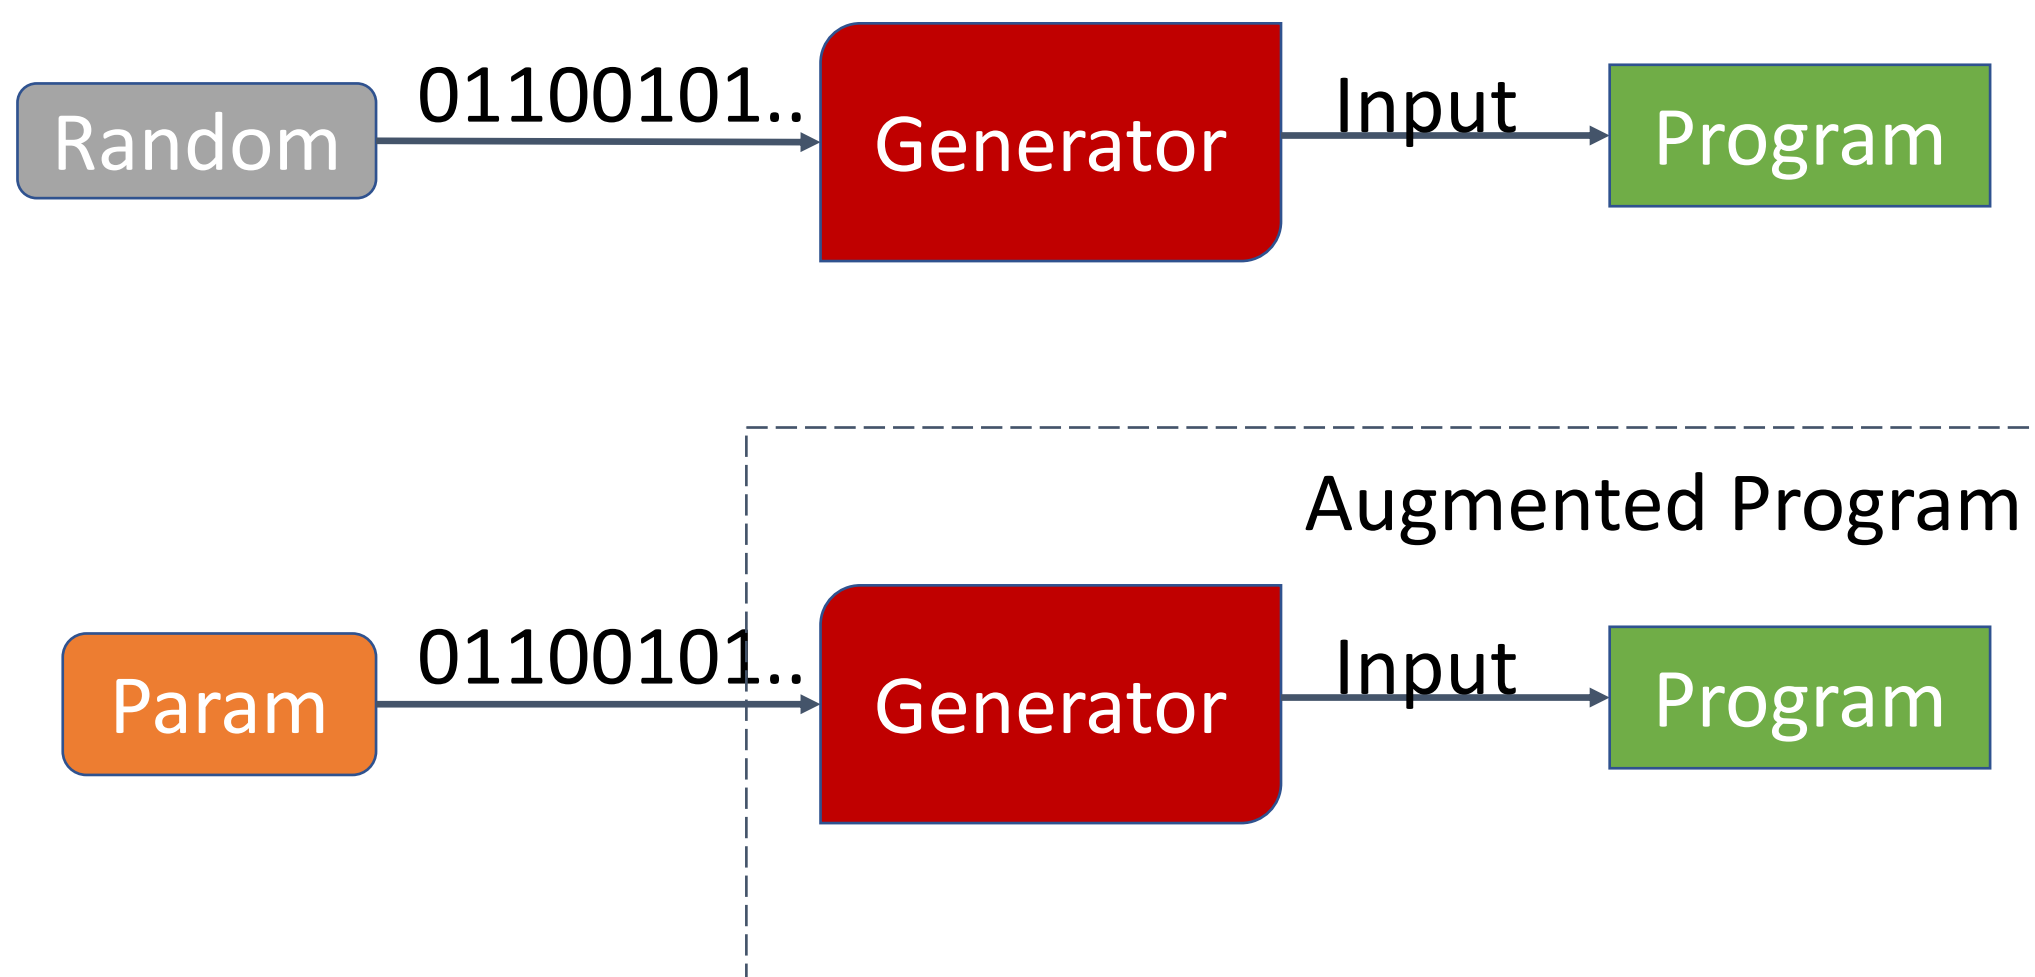 Random
01100101..
Generator
Input
Program
Augmented Program
Param
01100101..
Generator
Input
Program